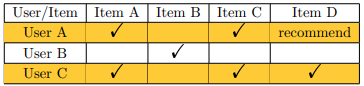 User/Item Item A Item B Item C Item D
User A ✓ ✓ recommend
User B ✓
User C ✓ ✓ ✓